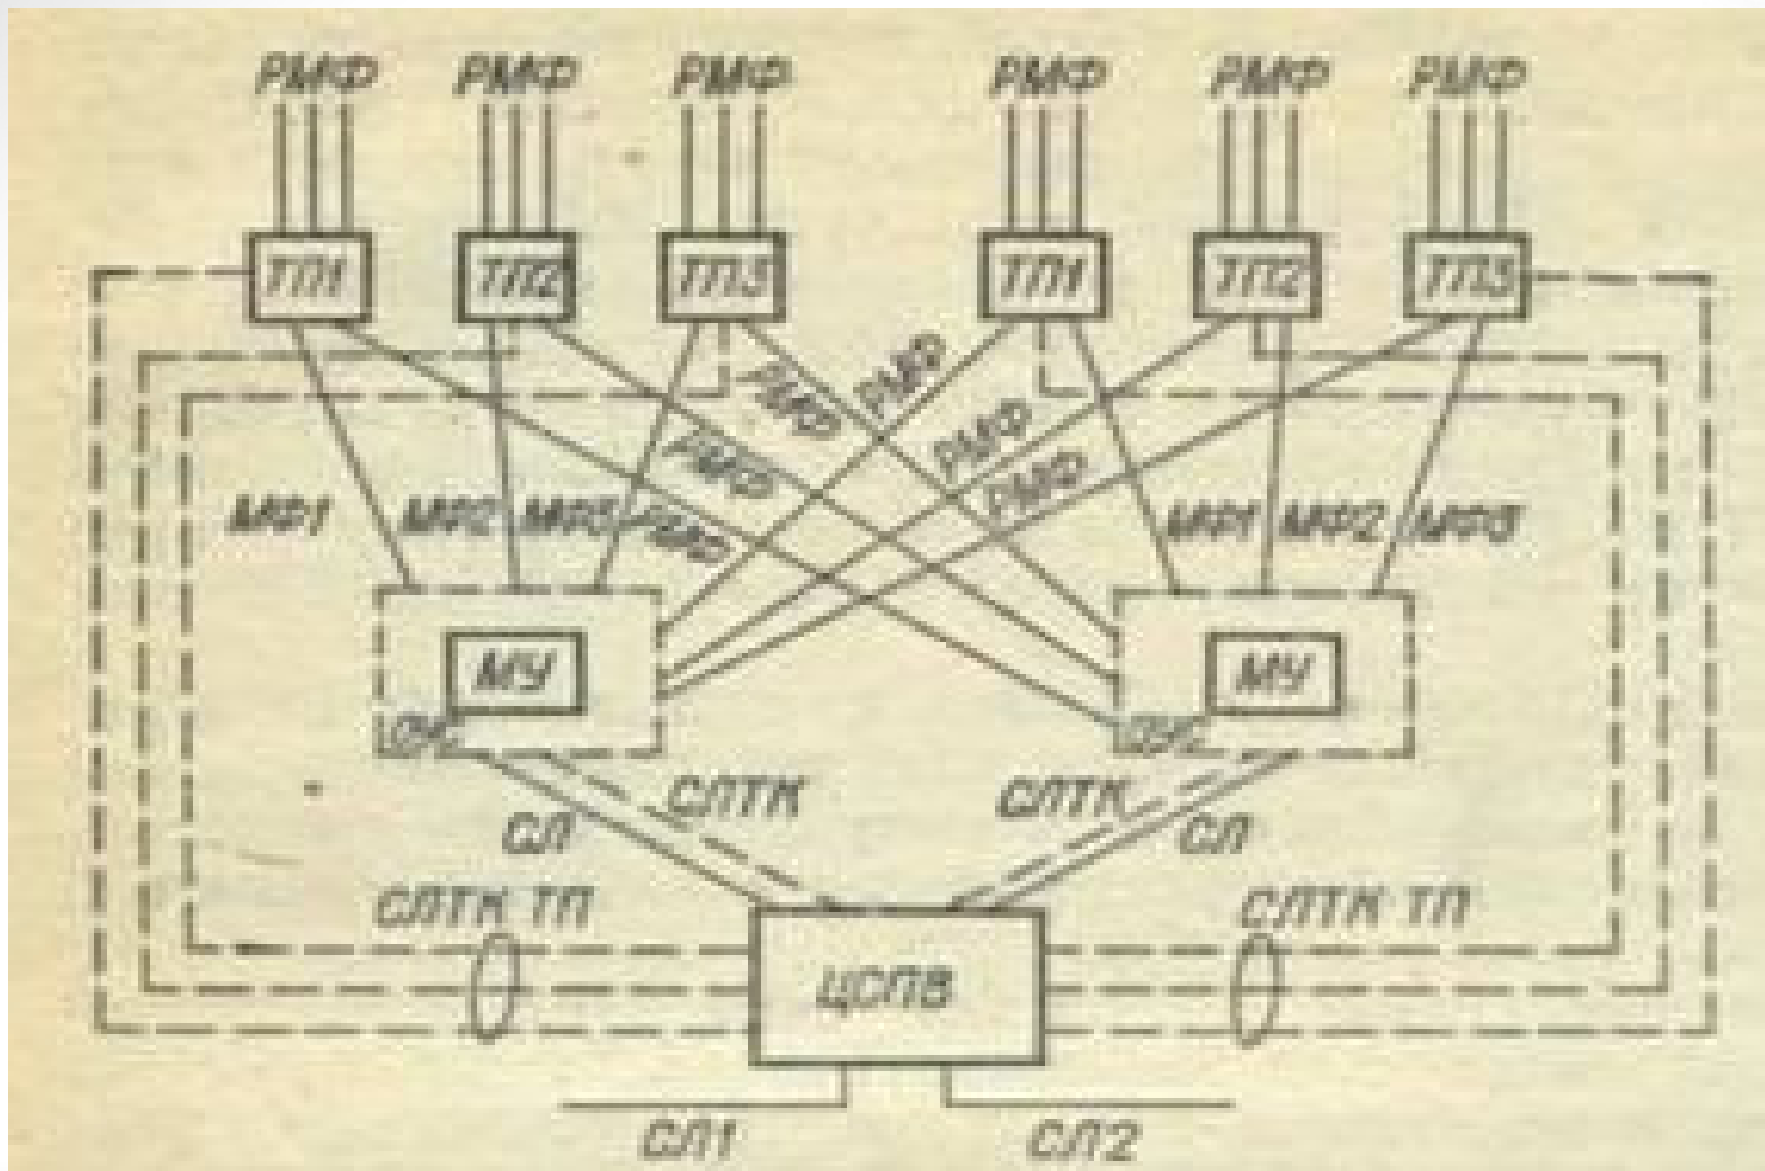 РМФ РМФ РМФ РМФ РМФ РМФ
ТП1 ТП2 ТП3 ТП1 ТП2 ТП3
РМФ РМФ
РМФ РМФ
РМФ РМФ
МФ1 МФ2 МФ3 МФ1 МФ2 МФ3
МУ МУ
СЛТК СЛТК
СЛ СЛ
СЛТК ТП СЛТК ТП
ЦСПВ
СЛ1 СЛ2